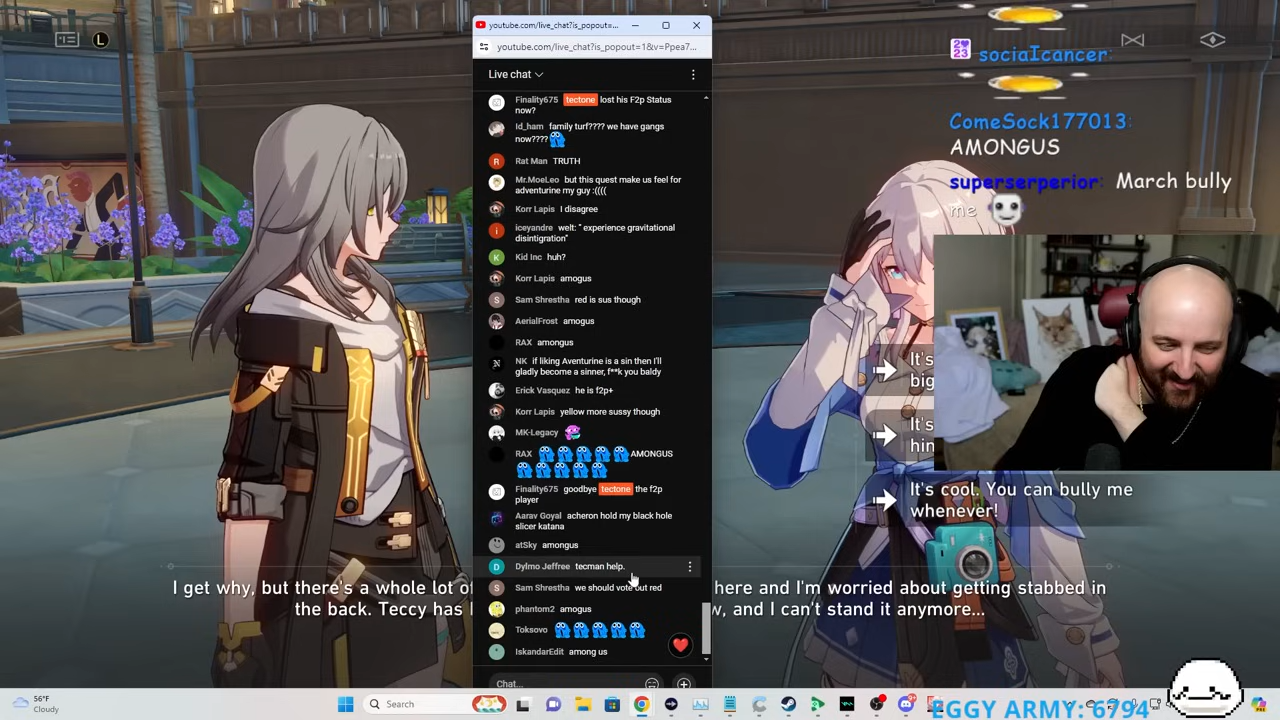 youtube.com/live_chat?is_popout=...
youtube.com/live_chat?is_popout=1&v=Ppea7...
L
Live chat
Finality675 tectone lost his F2p Status
now?
Id_ham family turf???? we have gangs
now????
R Rat Man TRUTH
Mr.MoeLeo but this quest make us feel for
adventurine my guy :((((
Korr Lapis I disagree
i iceyandre welt: " experience gravitational
disintigration"
K Kid Inc huh?
Korr Lapis amogus
S Sam Shrestha red is sus though
AerialFrost amogus
RAX amongus
N NK if liking Aventurine is a sin then I'll
gladly become a sinner, f**k you baldy
Erick Vasquez he is f2p+
Korr Lapis yellow more sussy though
MK-Legacy
RAX AMONGUS
Finality675 goodbye tectone the f2p
player
Aarav Goyal acheron hold my black hole
slicer katana
atSky amongus
D Dylmo Jeffree tecman help.
S Sam Shrestha we should vote out red
phantom2 amogus
Toksovo
IskandarEdit among us
Chat...
2023 sociaIcancer:
ComeSock177013:
AMONGUS
superserperior: March bully
me
It's
big
It's
him
It's cool. You can bully me
whenever!
I get why, but there's a whole lot of
here and I'm worried about getting stabbed in
the back. Teccy has
w, and I can't stand it anymore...
EGGY ARMY: 6794
56°F
Cloudy
Search